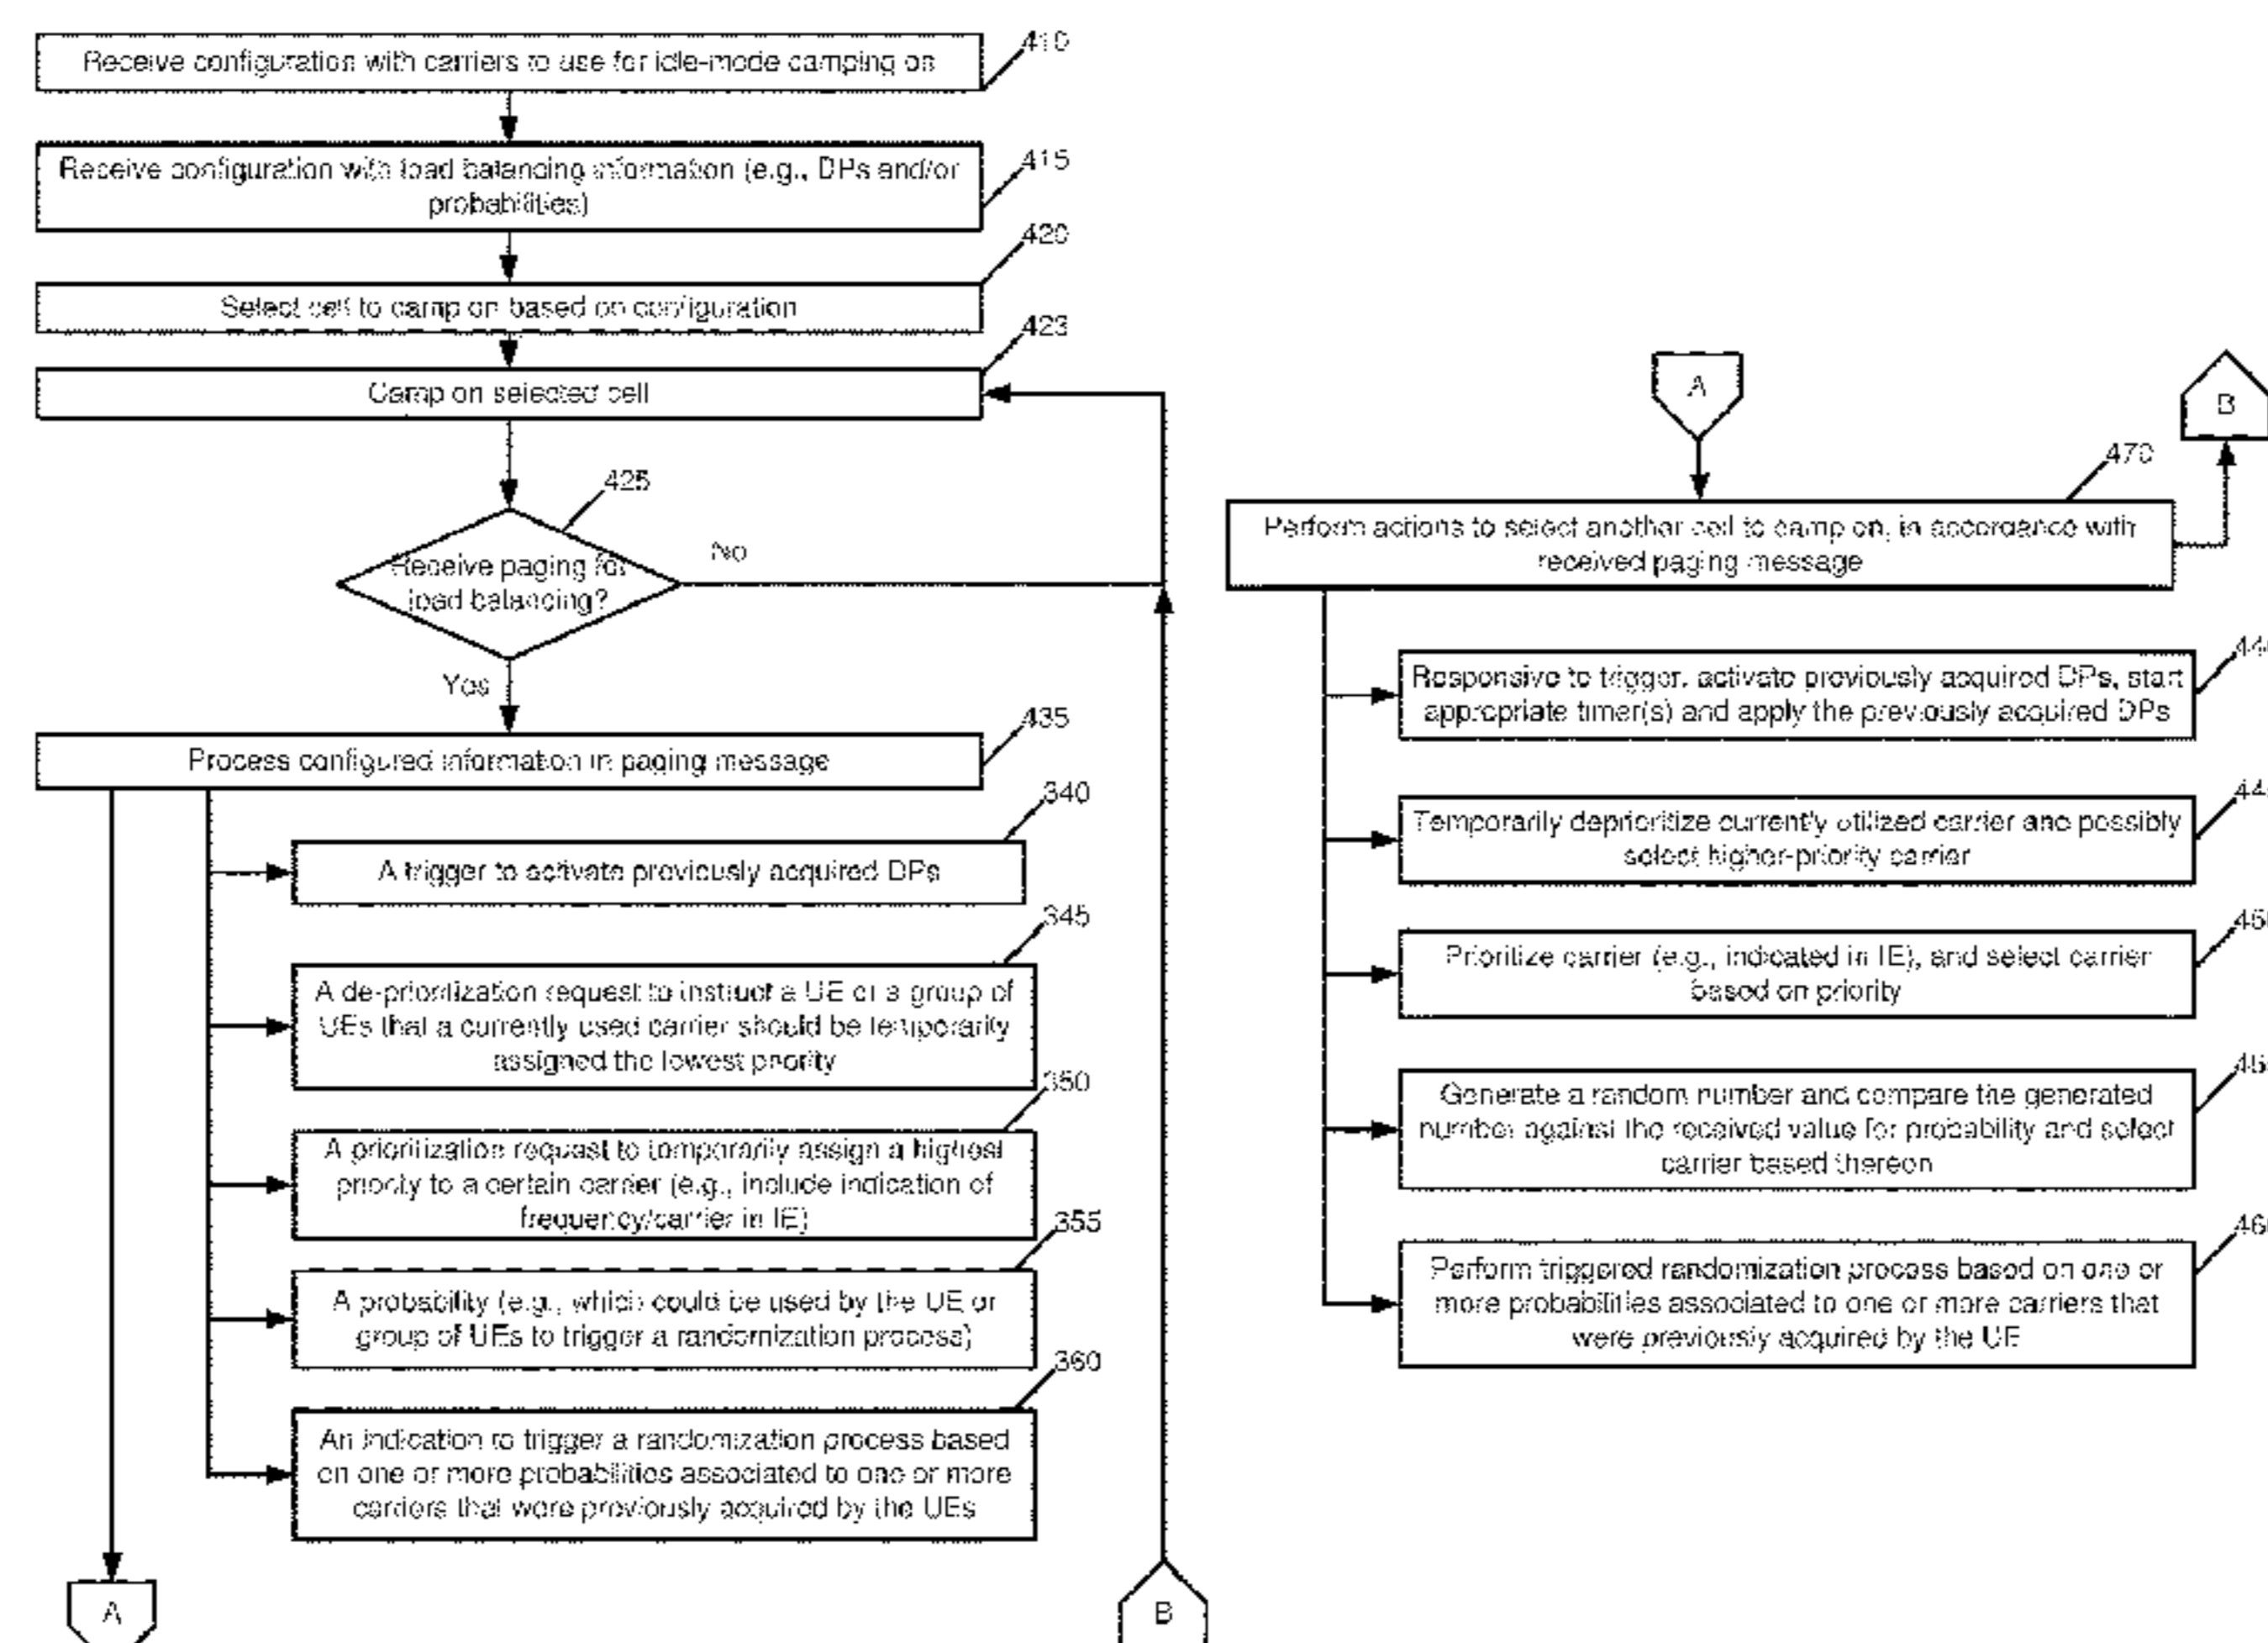 Receive configuration with carriers to use for idle-mode camping on
410
Receive configuration with load balancing information (e.g., DPs and/or
probabilities)
415
420
Select cell to camp on based on configuration
423
Camp on selected cell
425
Receive paging for
load balancing?
No
Yes
435
Process configured information in paging message
340
A trigger to activate previously acquired DPs
345
A de-prioritization request to instruct a UE or a group of
UEs that a currently used carrier should be temporarily
assigned the lowest priority
350
A prioritization request to temporarily assign a highest
priority to a certain carrier (e.g., include indication of
frequency/carrier in IE)
355
A probability (e.g., which could be used by the UE or
group of UEs to trigger a randomization process)
360
An indication to trigger a randomization process based
on one or more probabilities associated to one or more
carriers that were previously acquired by the UEs
A
B
A
B
470
Perform actions to select another cell to camp on, in accordance with
received paging message
Responsive to trigger, activate previously acquired DPs, start
appropriate timer(s) and apply the previously acquired DPs
Temporarily deprioritize currently utilized carrier and possibly
select higher-priority carrier
Prioritize carrier (e.g., indicated in IE), and select carrier
based on priority
Generate a random number and compare the generated
number against the received value for probability and select
carrier based thereon
Perform triggered randomization process based on one or
more probabilities associated to one or more carriers that
were previously acquired by the UE